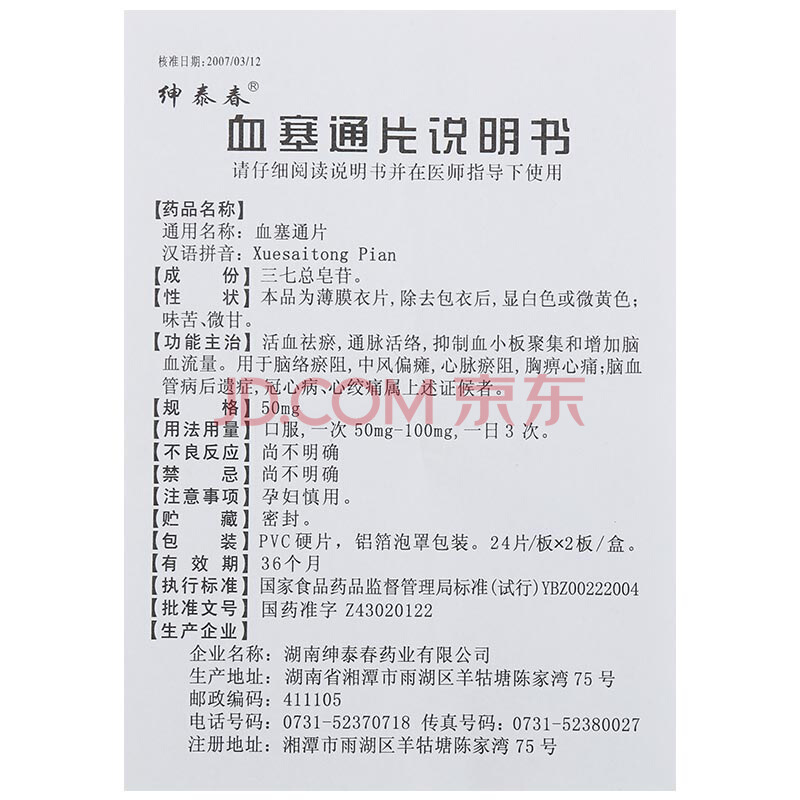 核准日期:2007/03/12
绅泰春®
血塞通片说明书
请仔细阅读说明书并在医师指导下使用
【药品名称】
通用名称：血塞通片
汉语拼音：Xuesaitong Pian
【成 份】三七总皂苷。
【性 状】本品为薄膜衣片，除去包衣后，显白色或微黄色；
味苦、微甘。
【功能主治】活血祛瘀，通脉活络，抑制血小板聚集和增加脑
血流量。用于脑络瘀阻，中风偏瘫，心脉瘀阻，胸痹心痛；脑血
管病后遗症，冠心病、心绞痛属上述证候者。
JD.COM 京东
【规 格】50mg
【用法用量】口服，一次50mg-100mg，一日3次。
【不良反应】尚不明确
【禁 忌】尚不明确
【注意事项】孕妇慎用。
【贮 藏】密封。
【包 装】PVC硬片，铝箔泡罩包装。24片/板×2板/盒。
【有 效 期】36个月
【执行标准】国家食品药品监督管理局标准(试行)YBZ00222004
【批准文号】国药准字 Z43020122
【生产企业】
企业名称：湖南绅泰春药业有限公司
生产地址：湖南省湘潭市雨湖区羊牯塘陈家湾75号
邮政编码：411105
电话号码：0731-52370718 传真号码：0731-52380027
注册地址：湘潭市雨湖区羊牯塘陈家湾75号